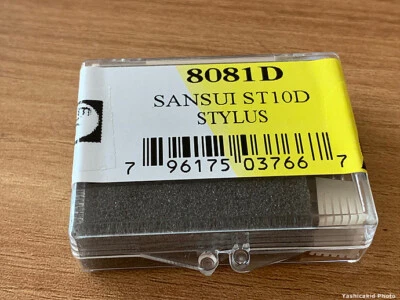 8081D
SANSUI ST10D
STYLUS
7 96175 03766 7
Yashicakid Photo